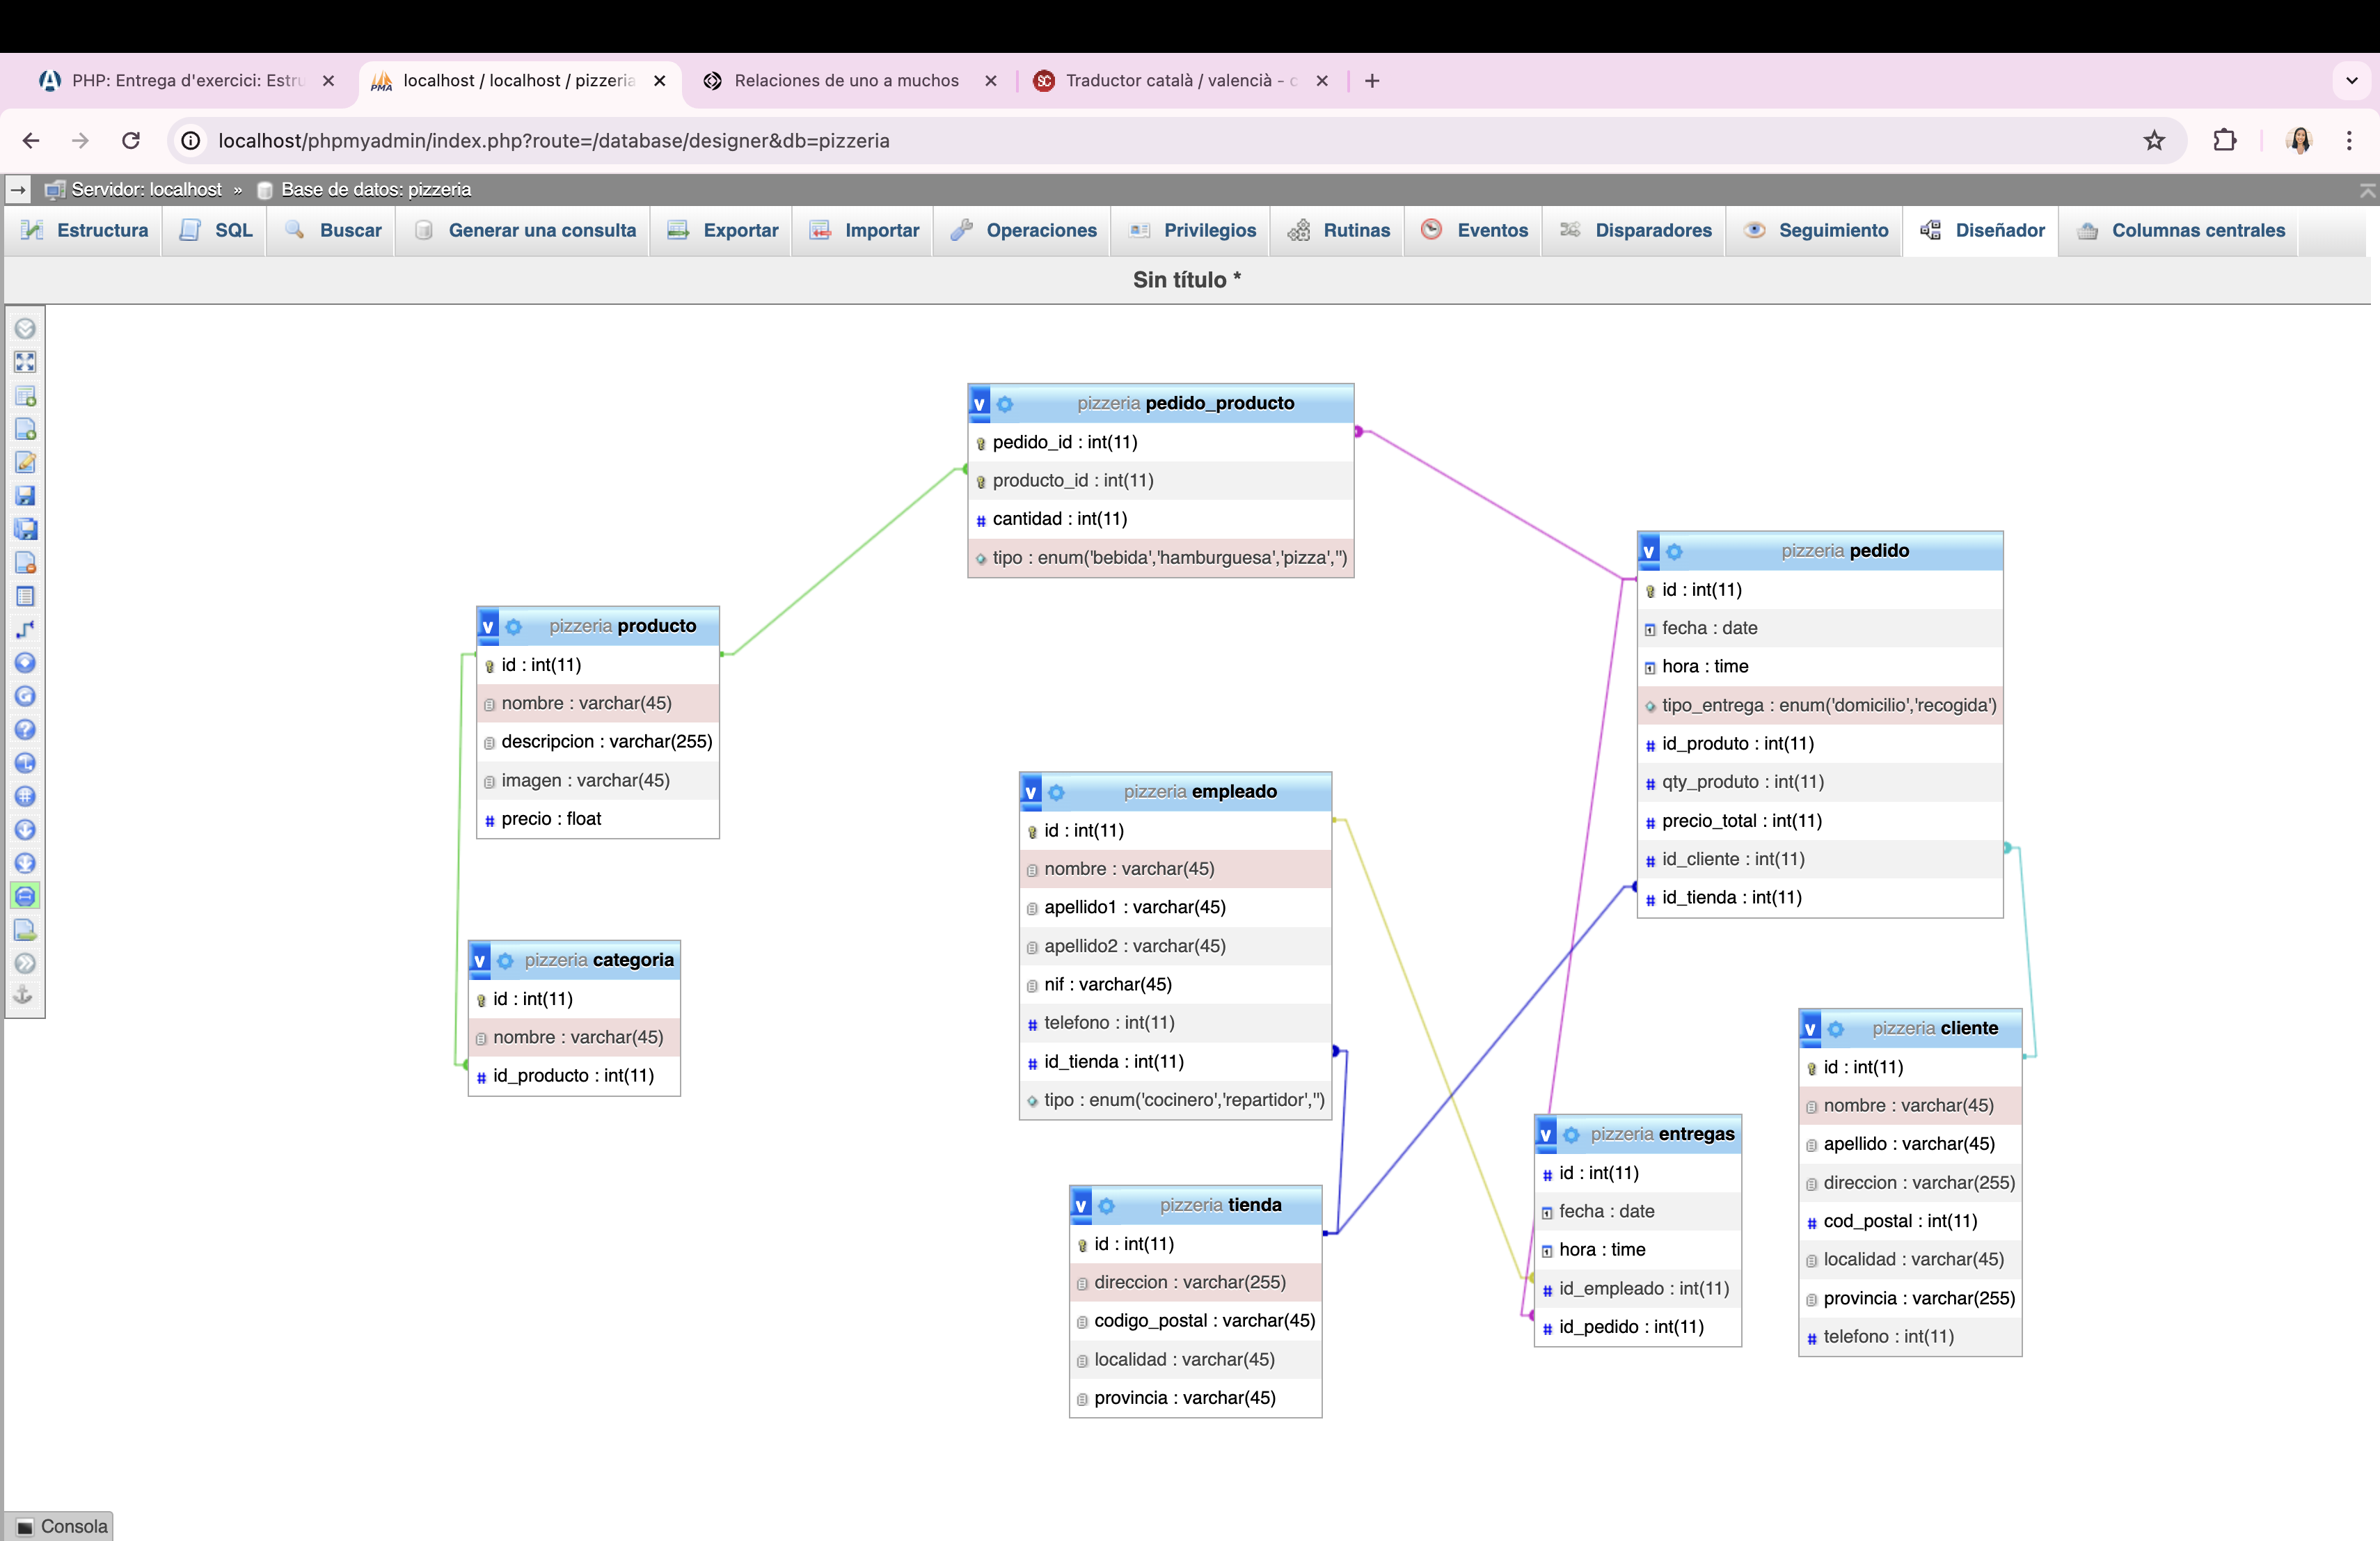 PHP: Entrega d'exercici: Estru
localhost / localhost / pizzeria
Relaciones de uno a muchos
Traductor català / valencià - c
localhost/phpmyadmin/index.php?route=/database/designer&db=pizzeria
Servidor: localhost » Base de datos: pizzeria
Estructura SQL Buscar Generar una consulta Exportar Importar Operaciones Privilegios Rutinas Eventos Disparadores Seguimiento Diseñador Columnas centrales
Sin título *
v pizzeria pedido_producto
pedido_id : int(11)
producto_id : int(11)
# cantidad : int(11)
tipo : enum('bebida','hamburguesa','pizza','')
v pizzeria pedido
id : int(11)
fecha : date
hora : time
tipo_entrega : enum('domicilio','recogida')
# id_produto : int(11)
# qty_produto : int(11)
# precio_total : int(11)
# id_cliente : int(11)
# id_tienda : int(11)
v pizzeria producto
id : int(11)
nombre : varchar(45)
descripcion : varchar(255)
imagen : varchar(45)
# precio : float
v pizzeria empleado
id : int(11)
nombre : varchar(45)
apellido1 : varchar(45)
apellido2 : varchar(45)
nif : varchar(45)
# telefono : int(11)
# id_tienda : int(11)
tipo : enum('cocinero','repartidor','')
v pizzeria categoria
id : int(11)
nombre : varchar(45)
# id_producto : int(11)
v pizzeria cliente
id : int(11)
nombre : varchar(45)
apellido : varchar(45)
direccion : varchar(255)
# cod_postal : int(11)
localidad : varchar(45)
provincia : varchar(255)
# telefono : int(11)
v pizzeria entregas
# id : int(11)
fecha : date
hora : time
# id_empleado : int(11)
# id_pedido : int(11)
v pizzeria tienda
id : int(11)
direccion : varchar(255)
codigo_postal : varchar(45)
localidad : varchar(45)
provincia : varchar(45)
Consola